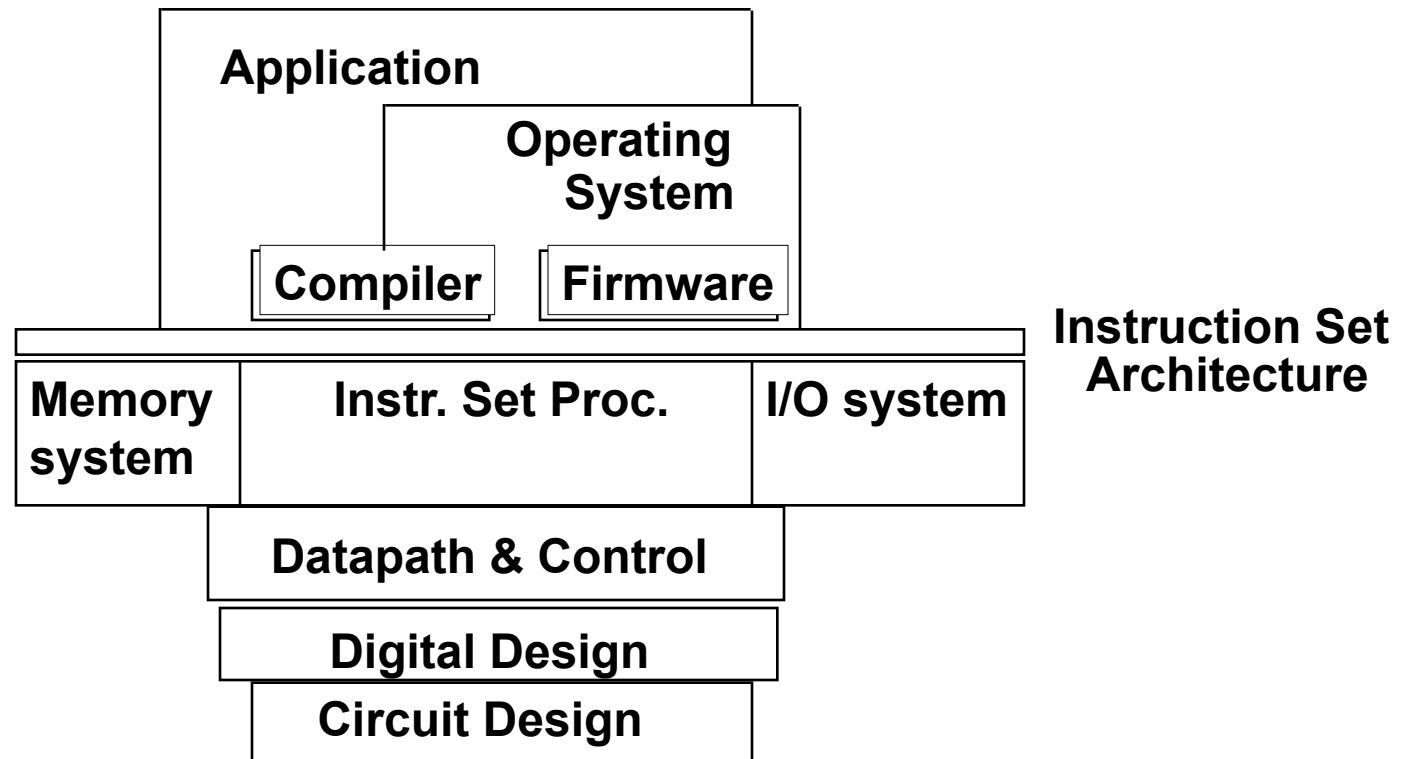 Application
Operating
System
Compiler
Firmware
Instruction Set
Architecture
Memory
system
Instr. Set Proc.
I/O system
Datapath & Control
Digital Design
Circuit Design